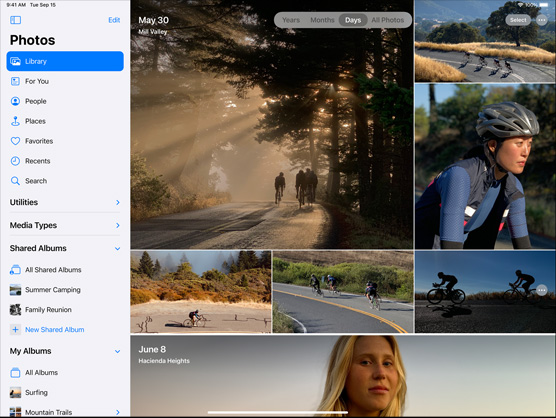 9:41 AM Tue Sep 15
100%
Edit
Photos
Library
For You
People
Places
Favorites
Recents
Search
Utilities
Media Types
Shared Albums
All Shared Albums
Summer Camping
Family Reunion
New Shared Album
My Albums
All Albums
Surfing
Mountain Trails
May 30
Mill Valley
Years Months Days All Photos
Select
June 8
Hacienda Heights